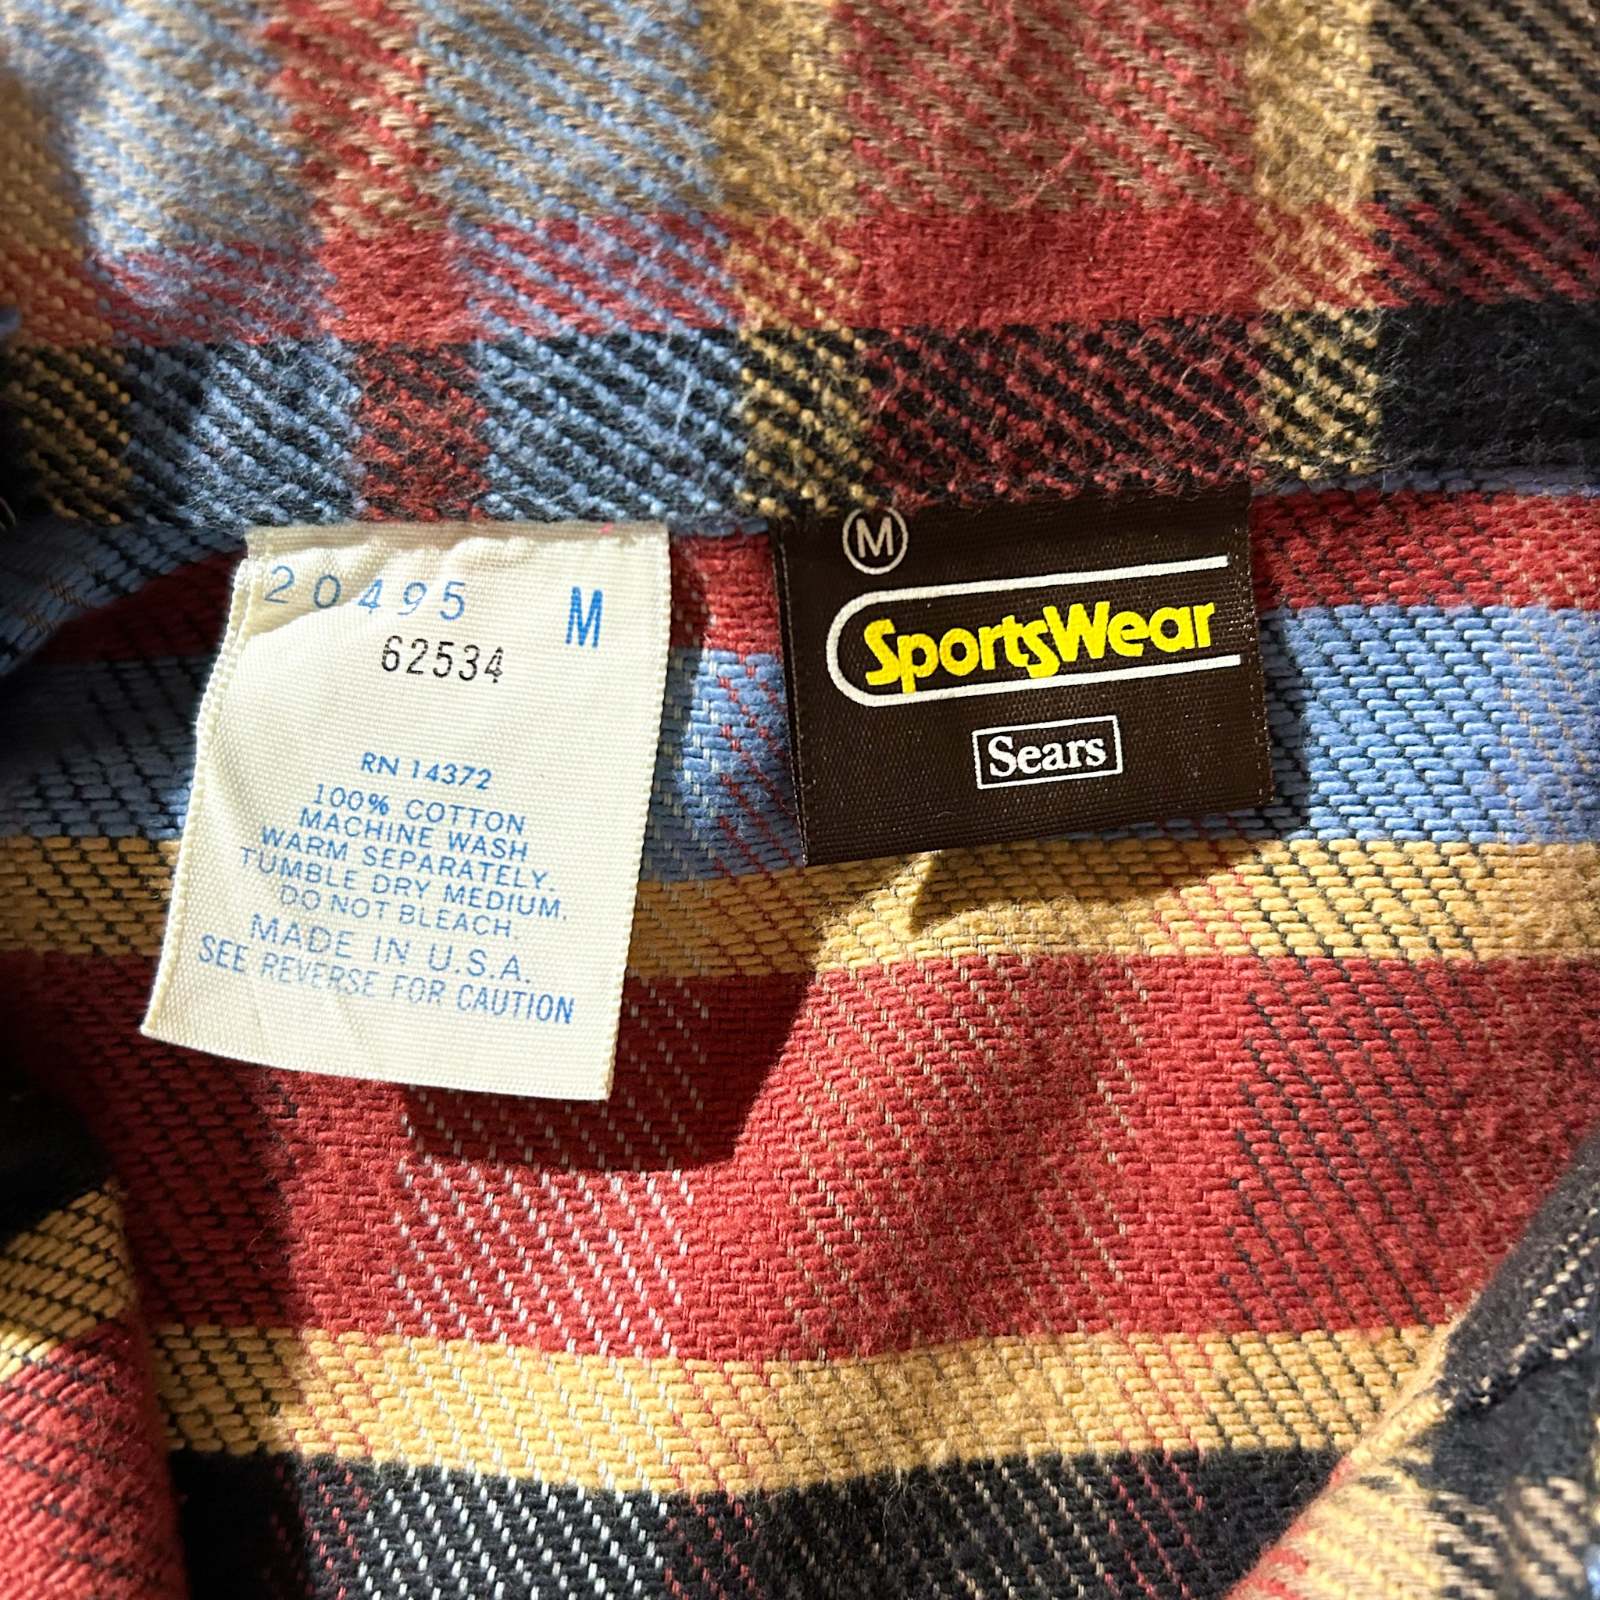 20495 M
62534
RN 14372
100% COTTON
MACHINE WASH
WARM SEPARATELY.
TUMBLE DRY MEDIUM.
DO NOT BLEACH.
MADE IN U.S.A.
SEE REVERSE FOR CAUTION
M
SportsWear
Sears